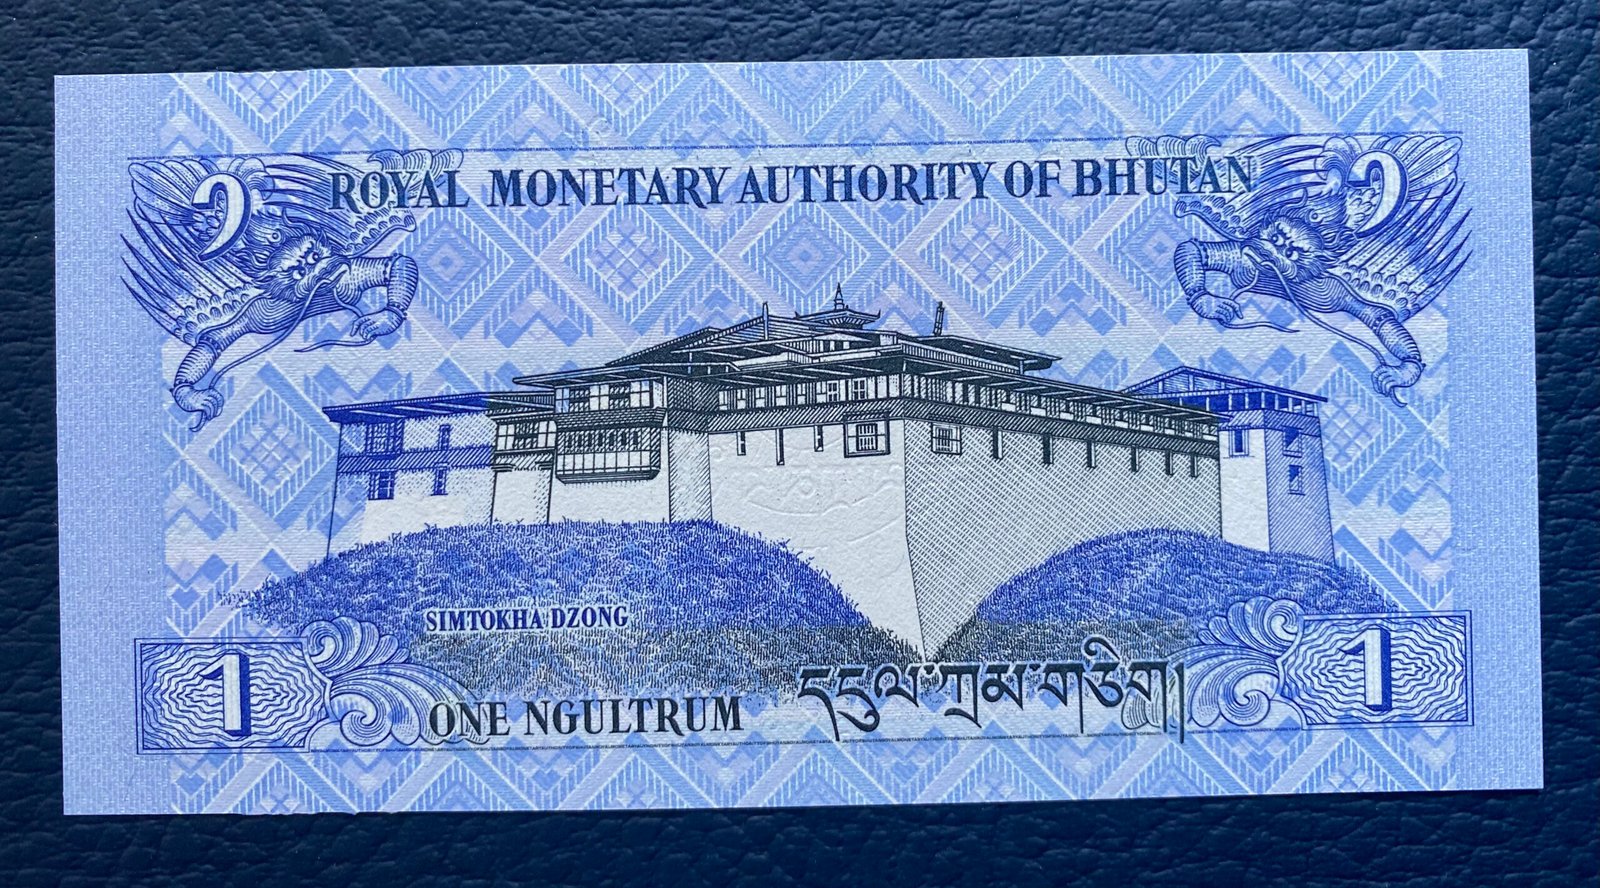 ༡ ROYAL MONETARY AUTHORITY OF BHUTAN ༡
SIMTOKHA DZONG
1 ONE NGULTRUM དངུལ་ཀྲམ་གཅིག། 1